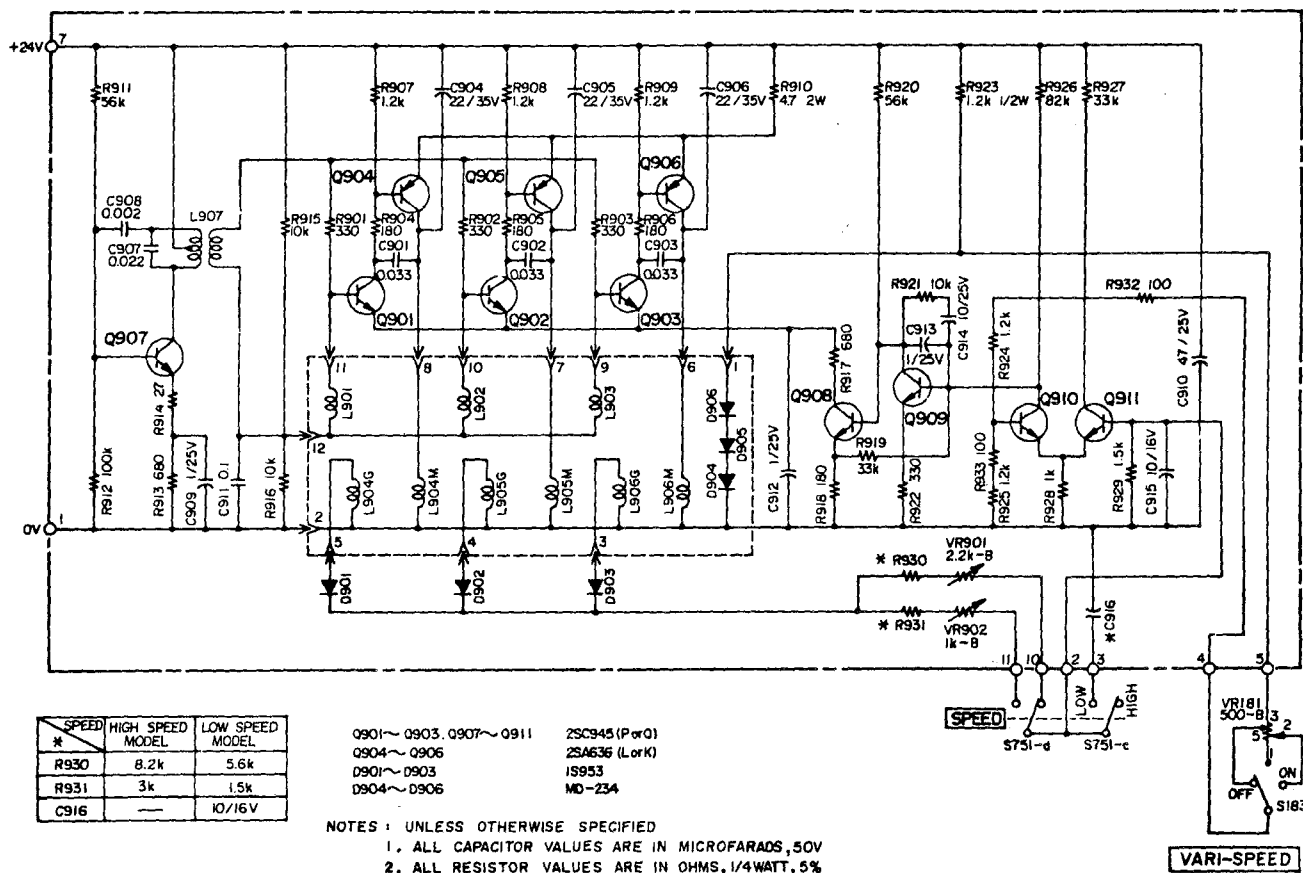 +24V
7
R911
56k
R907
1.2k
C904
22/35V
R908
1.2k
C905
22/35V
R909
1.2k
C906
22/35V
R910
47 2W
R920
56k
R923
1.2k 1/2W
R926
82k
R927
33k
Q904
Q905
Q906
C908
0.002
L907
C907
0.022
R915
10k
R901
330
R904
180
C901
0.033
R902
330
R905
180
C902
0.033
R903
330
R906
180
C903
0.033
R921 10k
C914 10/25V
C913
1/25V
R932 100
R924 1.2k
C910 47/25V
Q901
Q902
Q903
Q907
R917 680
Q908
Q909
Q910
Q911
11
8
10
7
9
6
1
L901
L902
L903
D906
D905
D904
R914 27
R919
33k
12
R912 100k
R913 680
C909 1/25V
C911 0.1
R916 10k
L904G
L904M
L905G
L905M
L906G
L906M
C912 1/25V
R918 180
R922 330
R933 100
R925 1.2k
R928 1k
R929 1.5k
C915 10/16V
0V
1
2
5
4
3
D901
D902
D903
* R930
VR901
2.2k-B
* R931
VR902
1k-B
* C916
11
10
2
3
4
5
SPEED
LOW
HIGH
S751-d
S751-c
VR181
500-B
3
2
5
1
ON
OFF
S183
VARI-SPEED
* SPEED HIGH SPEED MODEL LOW SPEED MODEL
R930 8.2k 5.6k
R931 3k 1.5k
C916 — 10/16V
Q901~Q903, Q907~Q911 2SC945 (P or Q)
Q904~Q906 2SA636 (L or K)
D901~D903 1S953
D904~D906 MD-234
NOTES : UNLESS OTHERWISE SPECIFIED
1. ALL CAPACITOR VALUES ARE IN MICROFARADS, 50V
2. ALL RESISTOR VALUES ARE IN OHMS, 1/4 WATT, 5%